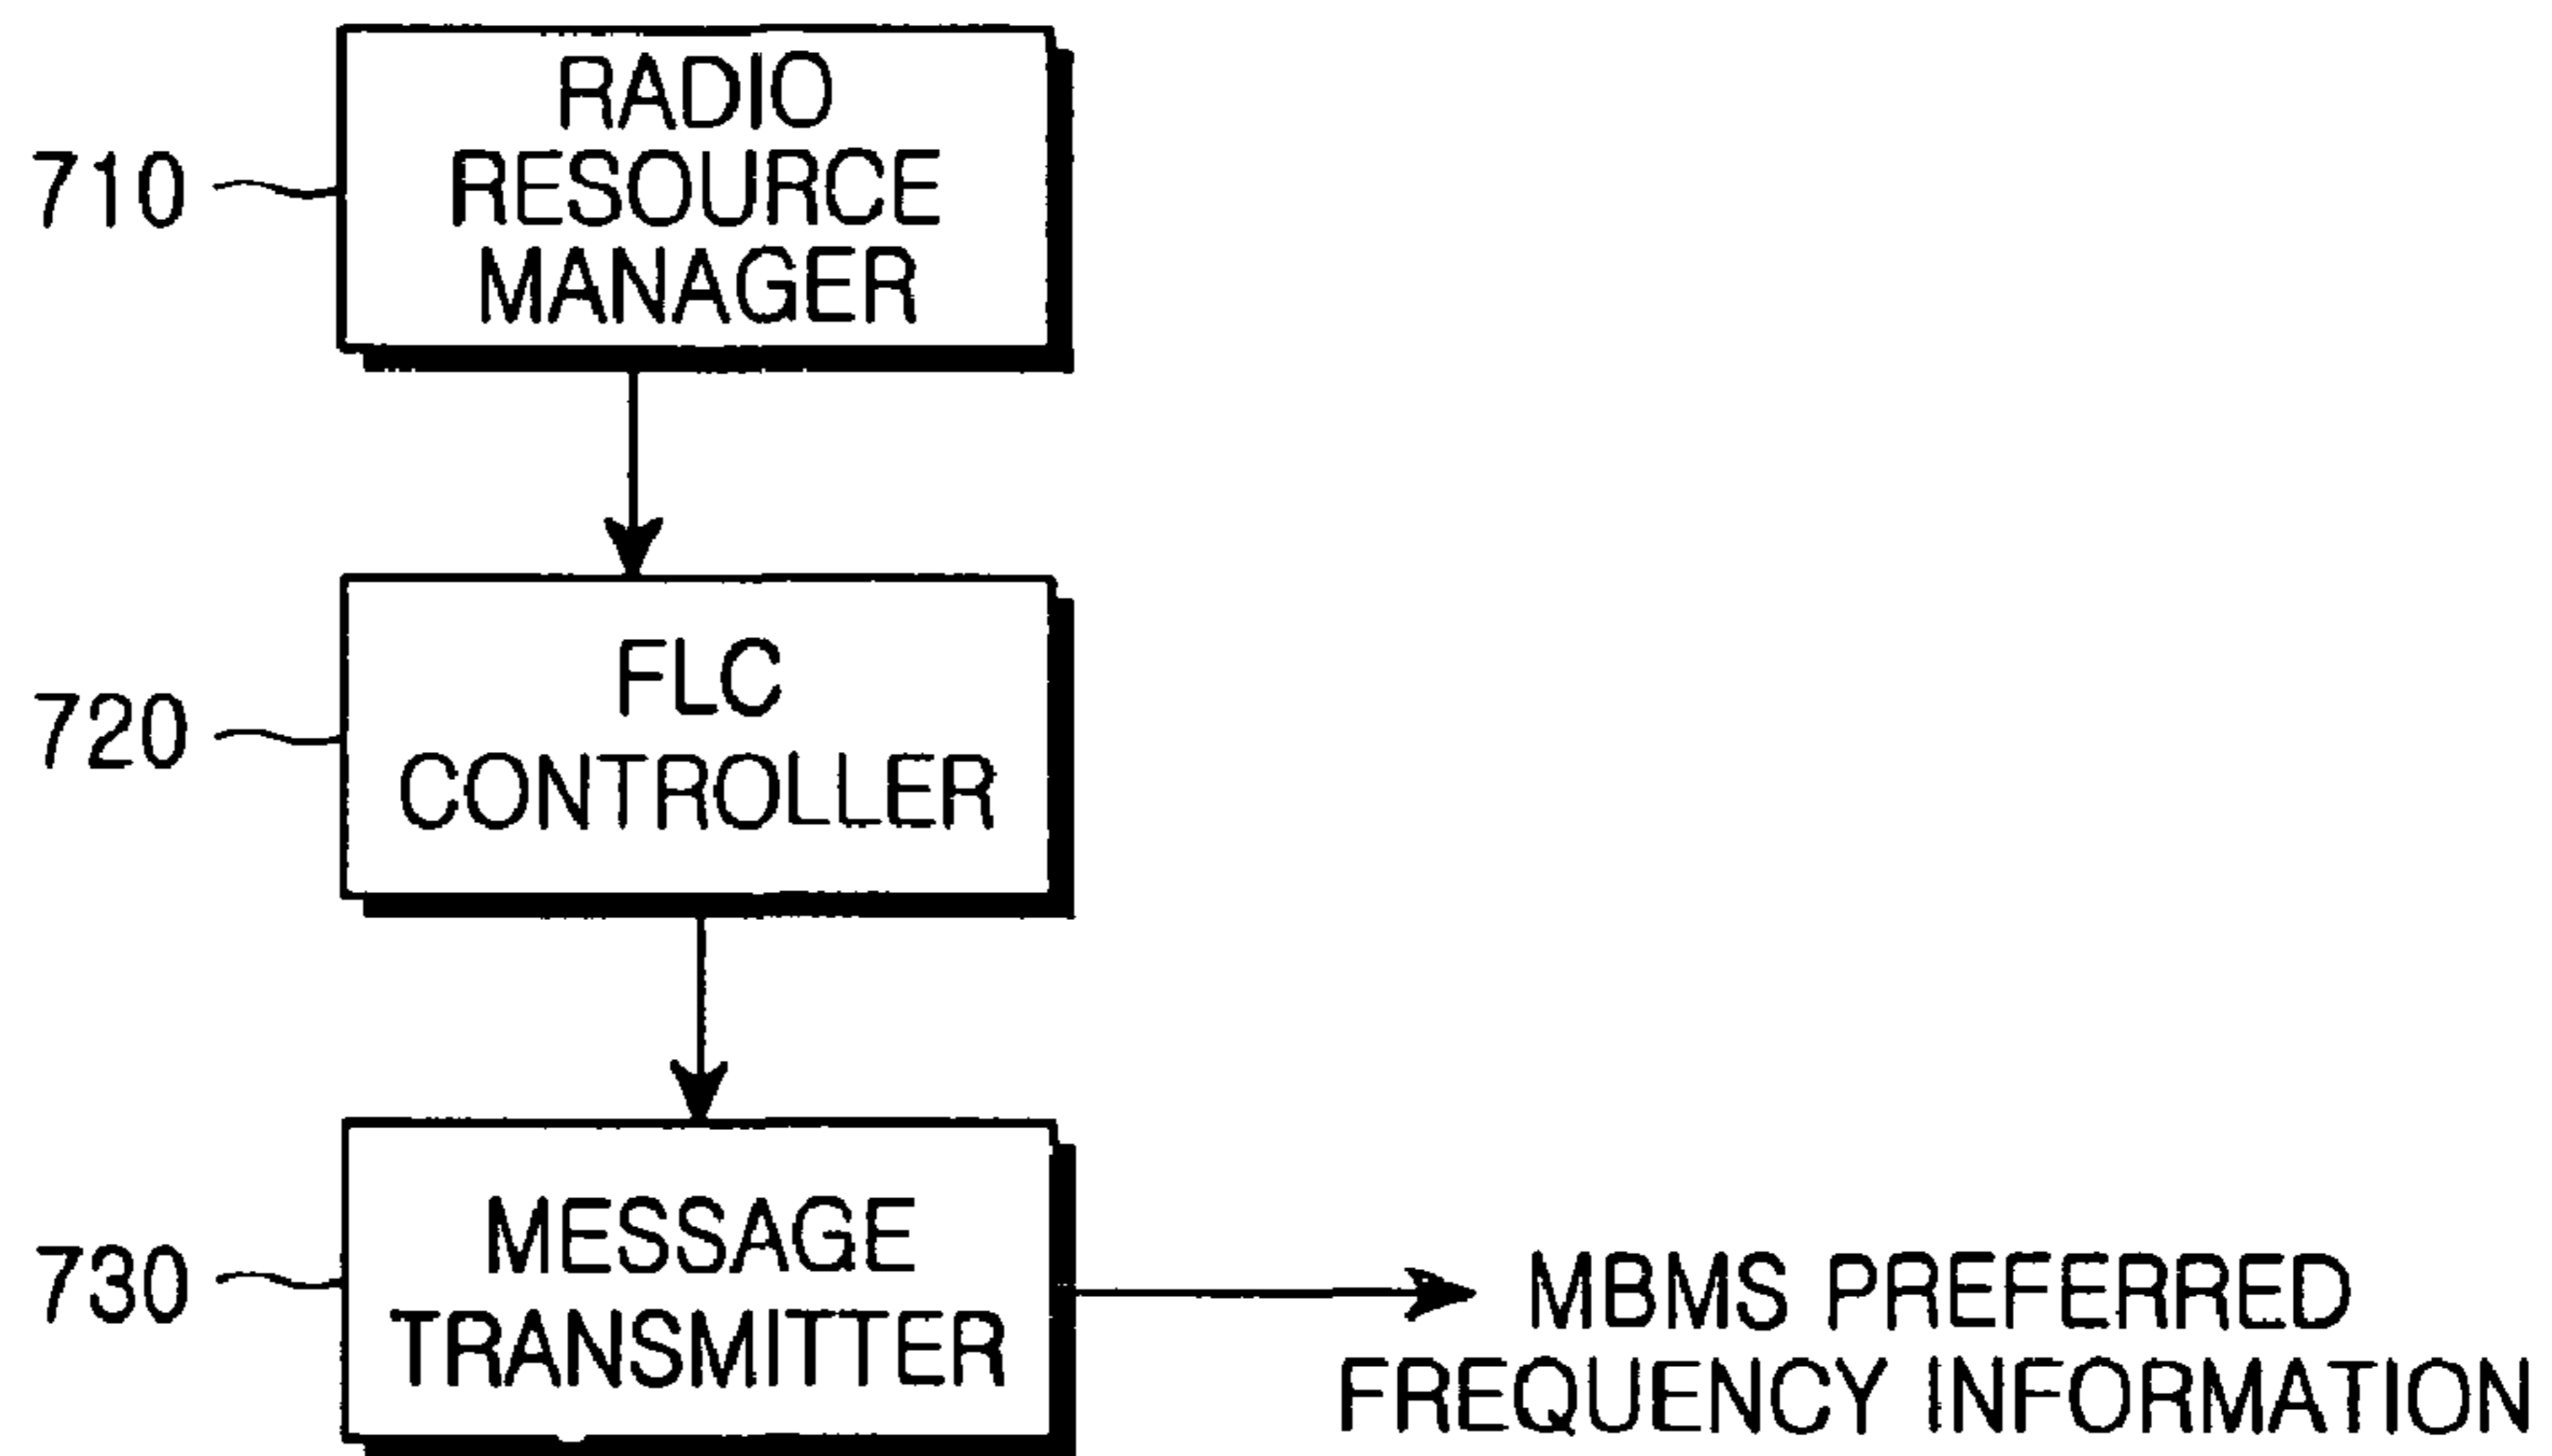 RADIO
RESOURCE
MANAGER
710
FLC
CONTROLLER
720
MESSAGE
TRANSMITTER
730
MBMS PREFERRED
FREQUENCY INFORMATION